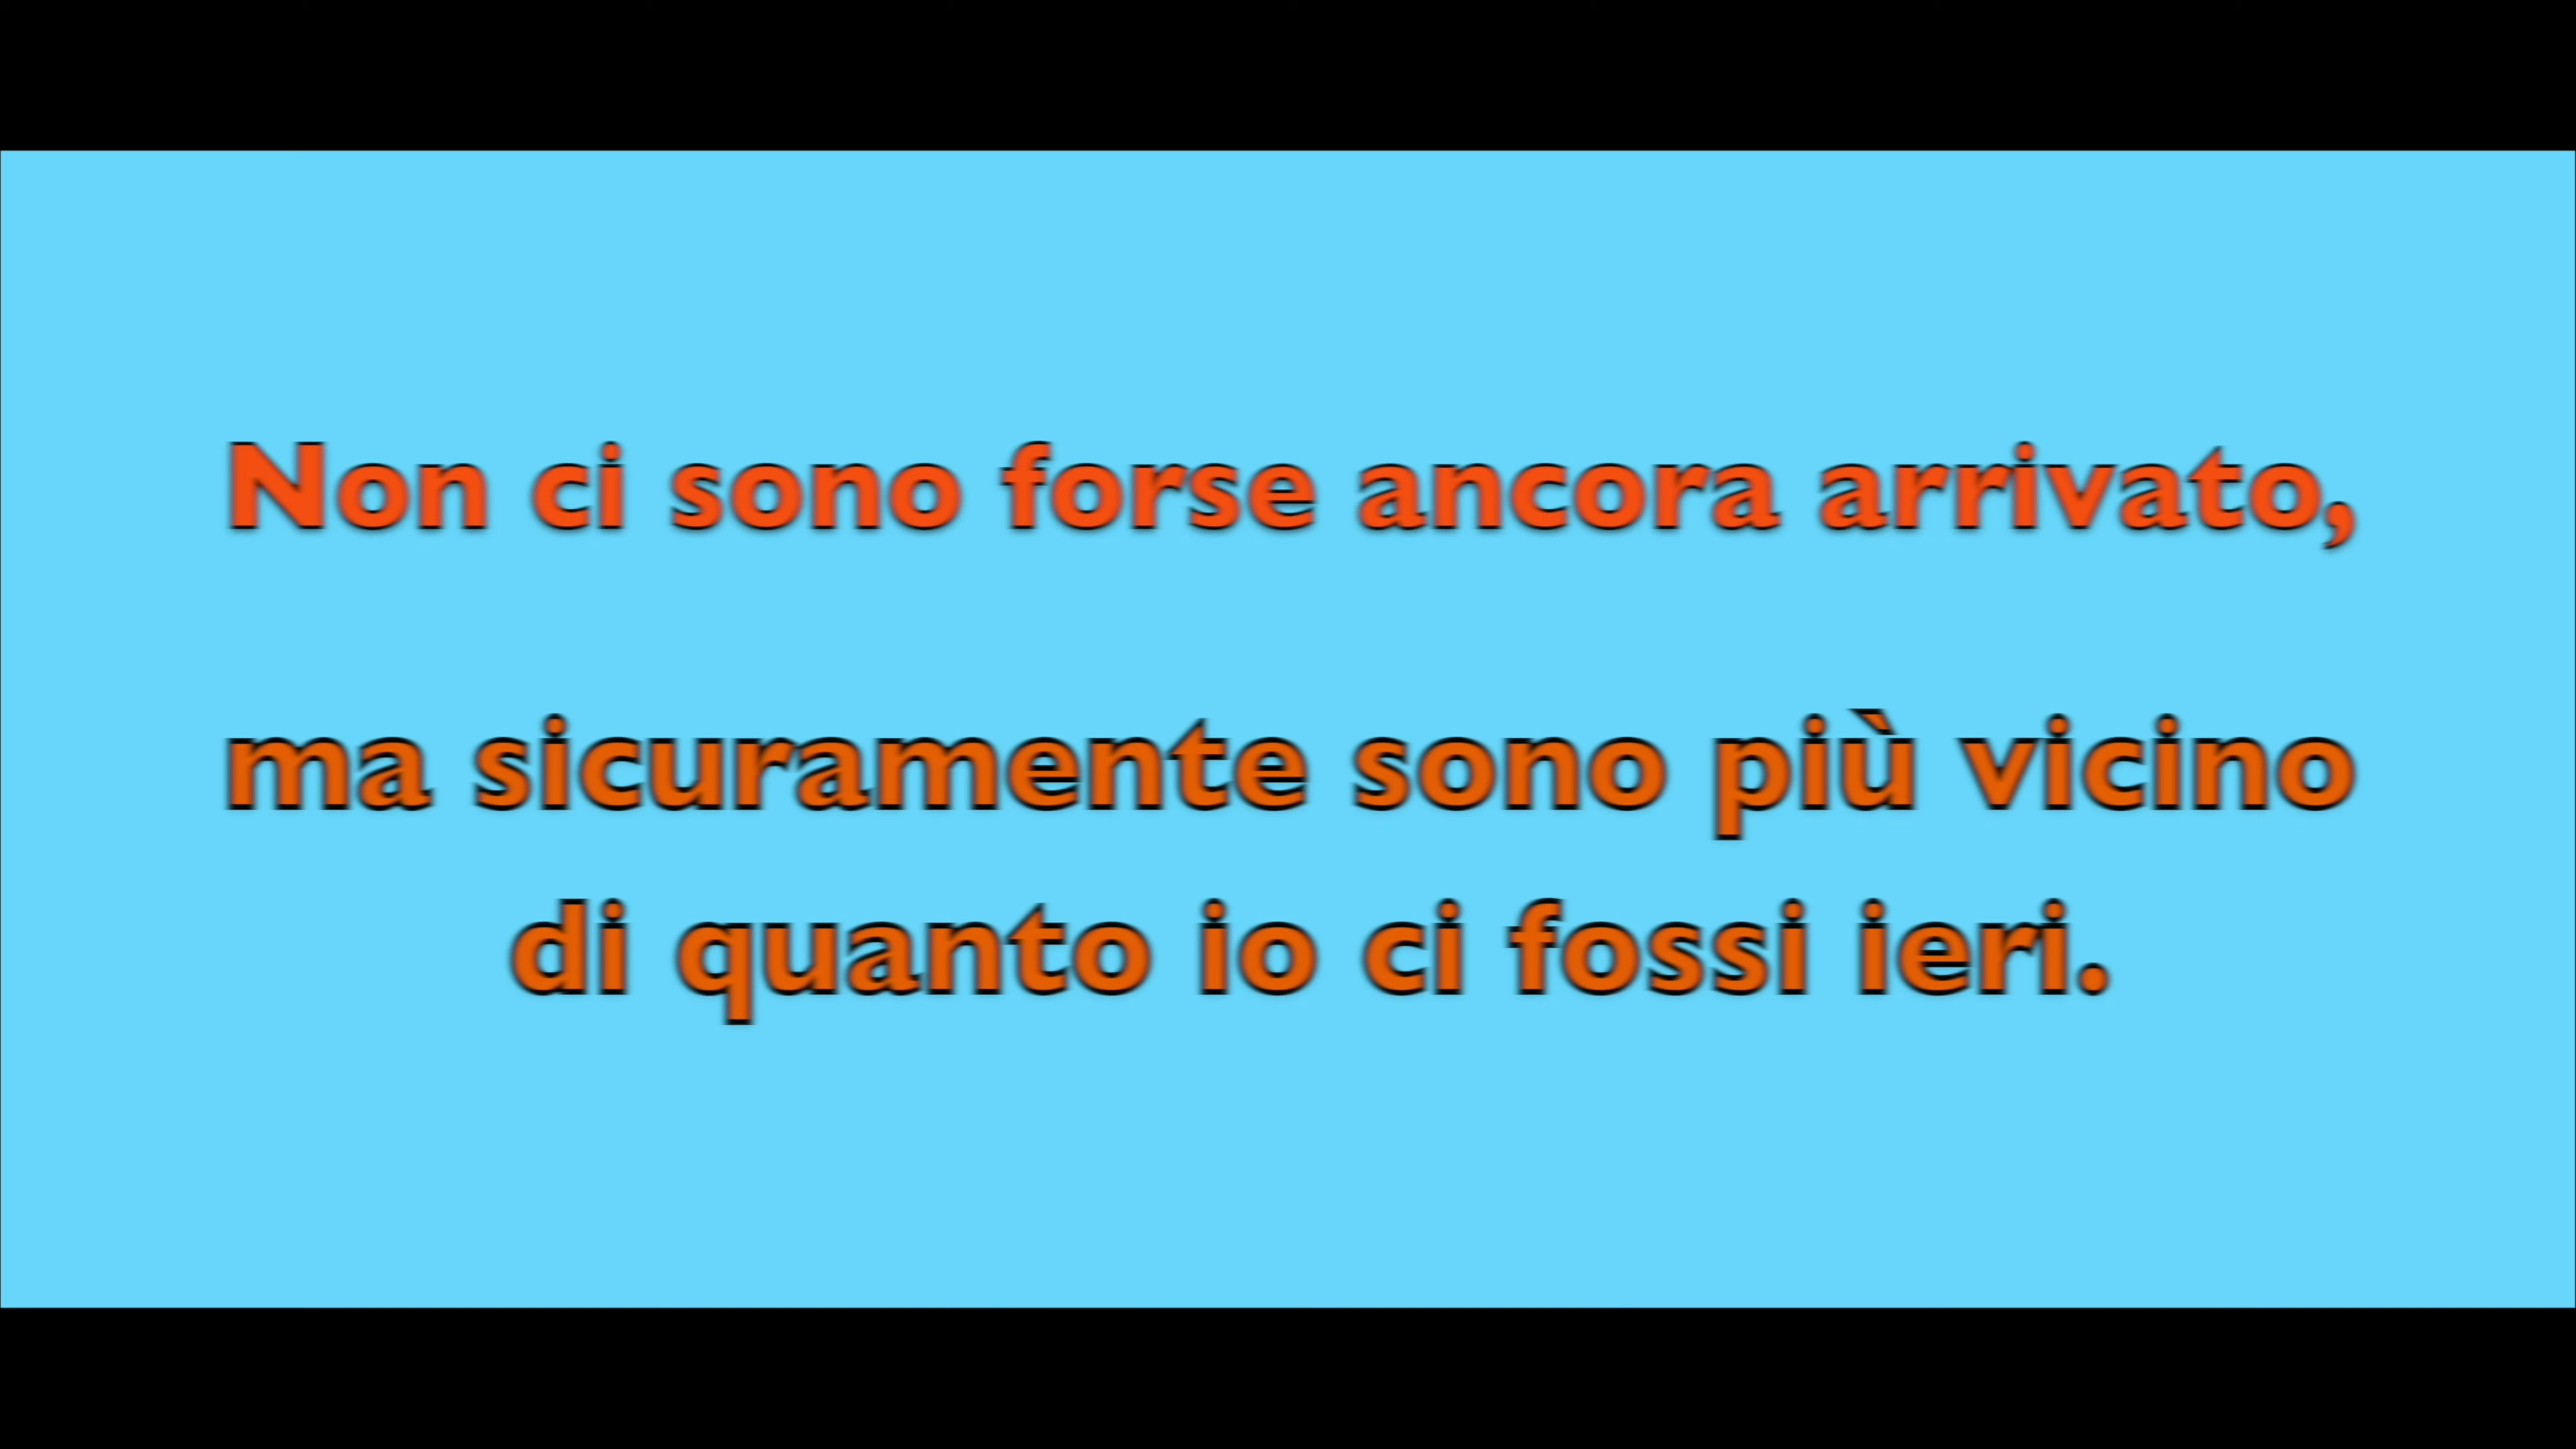 Non ci sono forse ancora arrivato,
ma sicuramente sono più vicino
di quanto io ci fossi ieri.